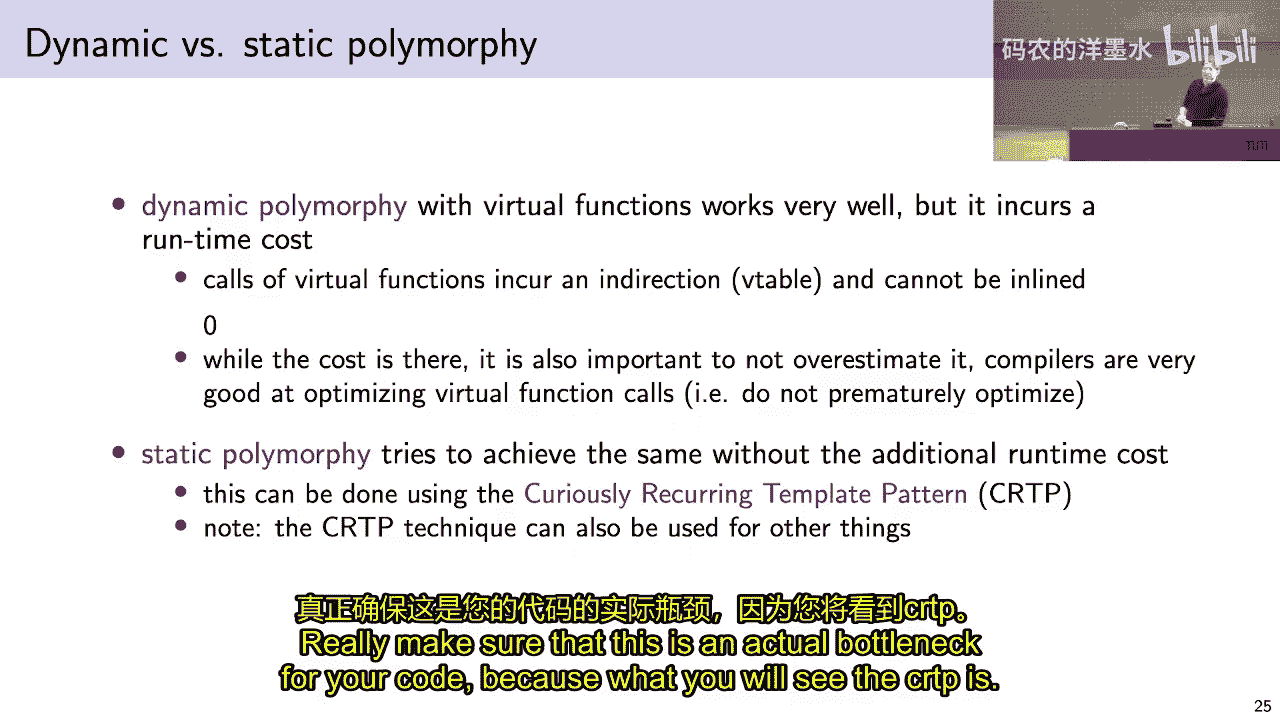 Dynamic vs. static polymorphy
码农的洋墨水 bilibili
• dynamic polymorphy with virtual functions works very well, but it incurs a
run-time cost
• calls of virtual functions incur an indirection (vtable) and cannot be inlined
0
• while the cost is there, it is also important to not overestimate it, compilers are very
good at optimizing virtual function calls (i.e. do not prematurely optimize)
• static polymorphy tries to achieve the same without the additional runtime cost
• this can be done using the Curiously Recurring Template Pattern (CRTP)
• note: the CRTP technique can also be used for other things
真正确保这是您的代码的实际瓶颈，因为您将看到crtp。
Really make sure that this is an actual bottleneck
for your code, because what you will see the crtp is.
25